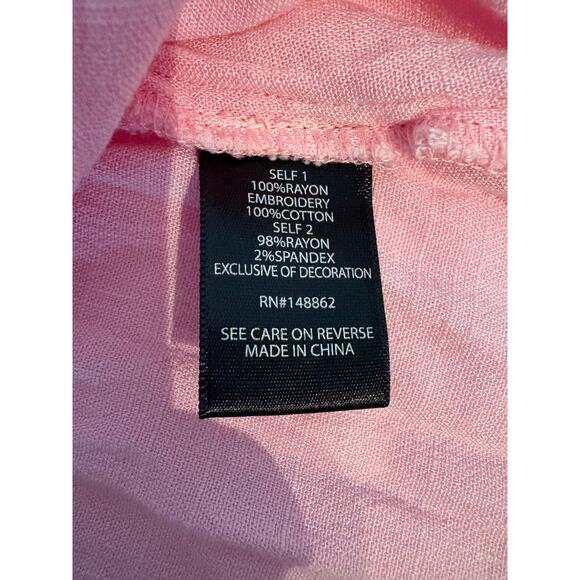 SELF 1
100%RAYON
EMBROIDERY
100%COTTON
SELF 2
98%RAYON
2%SPANDEX
EXCLUSIVE OF DECORATION
RN#148862
SEE CARE ON REVERSE
MADE IN CHINA